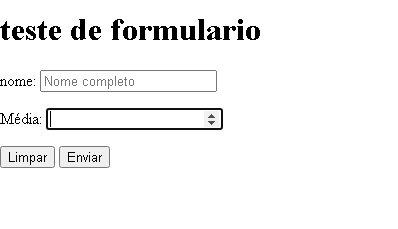 teste de formulario
nome: Nome completo
Média:
Limpar Enviar